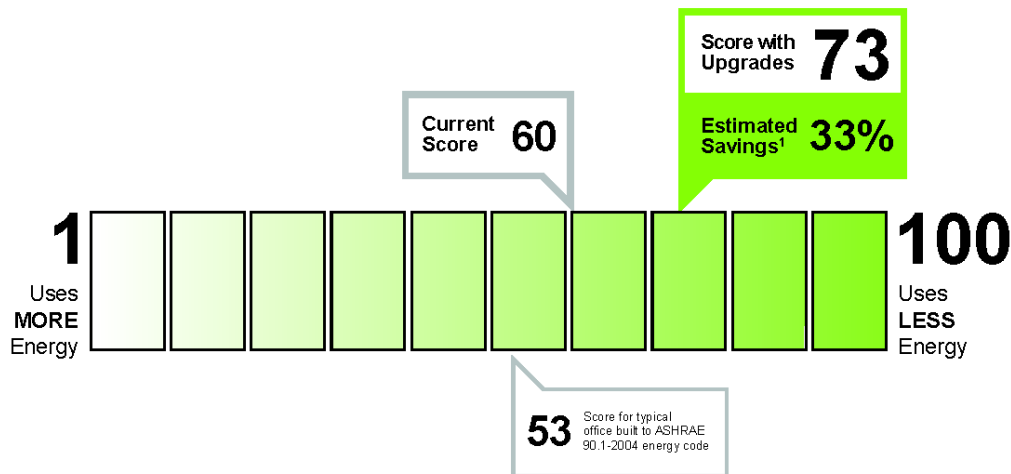 Score with
Upgrades
73
Estimated
Savings¹
33%
Current
Score
60
1
Uses
MORE
Energy
100
Uses
LESS
Energy
53
Score for typical
office built to ASHRAE
90.1-2004 energy code